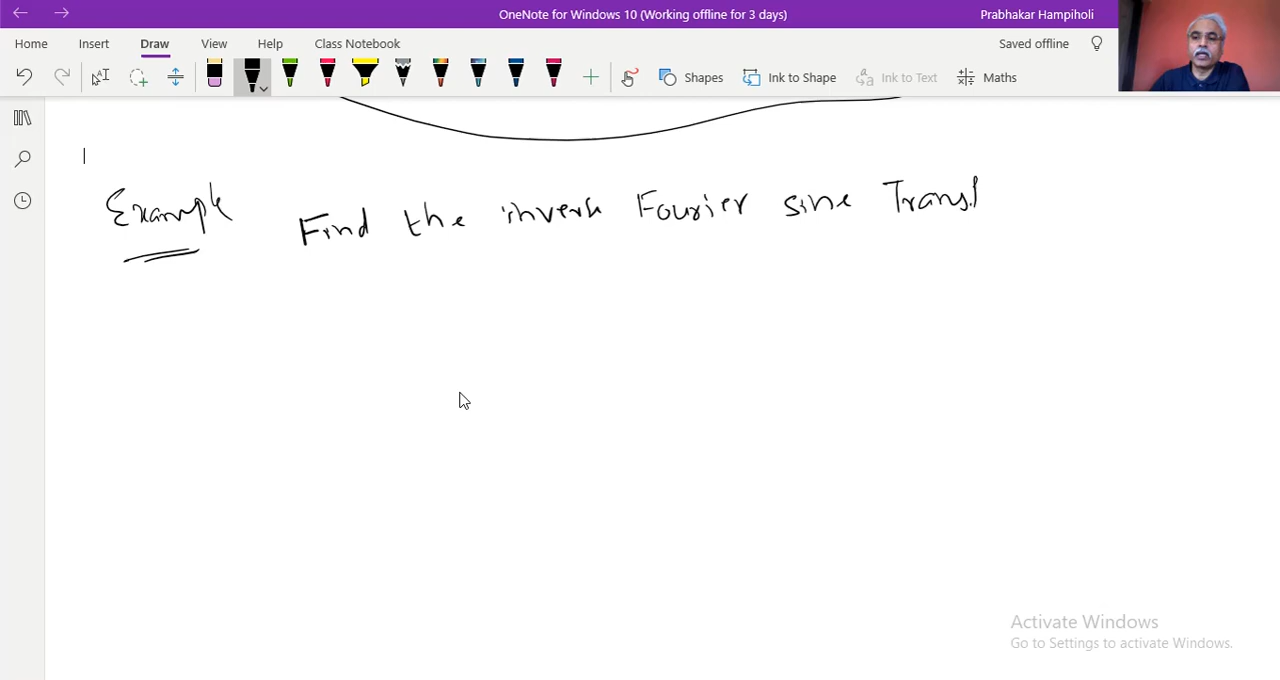 OneNote for Windows 10 (Working offline for 3 days)
Prabhakar Hampiholi
Home Insert Draw View Help Class Notebook
Saved offline
Shapes
Ink to Shape
Ink to Text
Maths
Example Find the inverse Fourier sine Transf
Activate Windows
Go to Settings to activate Windows.